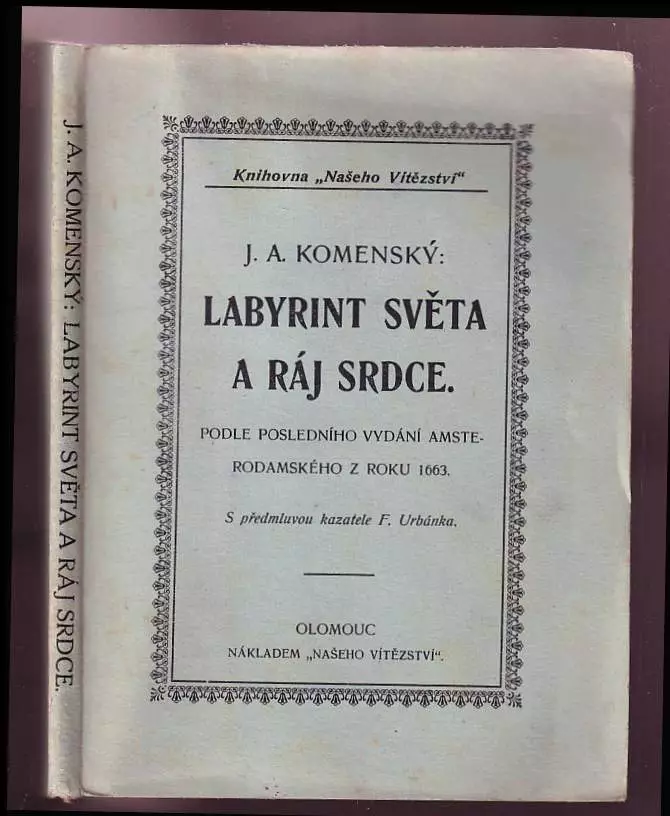 J. A. KOMENSKÝ: LABYRINT SVĚTA A RÁJ SRDCE.
Knihovna „Našeho Vítězství"
J. A. KOMENSKÝ:
LABYRINT SVĚTA
A RÁJ SRDCE.
PODLE POSLEDNÍHO VYDÁNÍ AMSTE-
RODAMSKÉHO Z ROKU 1663.
S předmluvou kazatele F. Urbánka.
OLOMOUC
NÁKLADEM „NAŠEHO VÍTĚZSTVÍ".